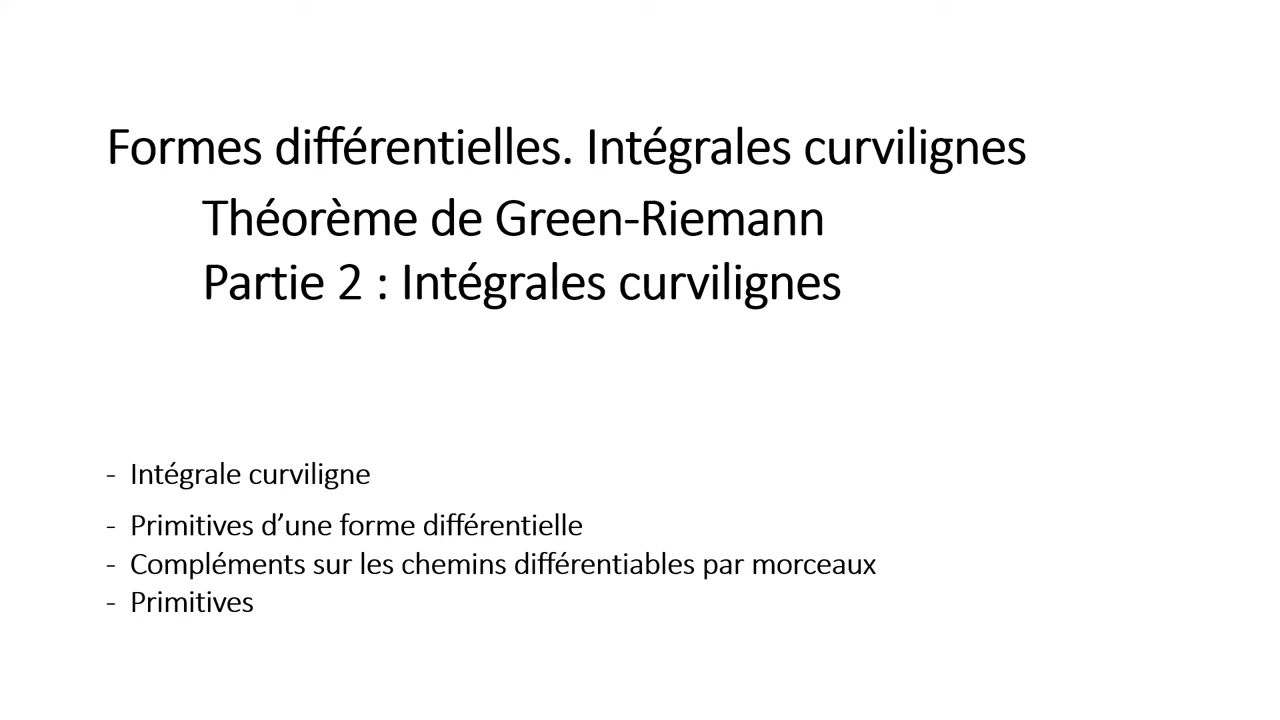 Formes différentielles. Intégrales curvilignes
Théorème de Green-Riemann
Partie 2 : Intégrales curvilignes
- Intégrale curviligne
- Primitives d’une forme différentielle
- Compléments sur les chemins différentiables par morceaux
- Primitives